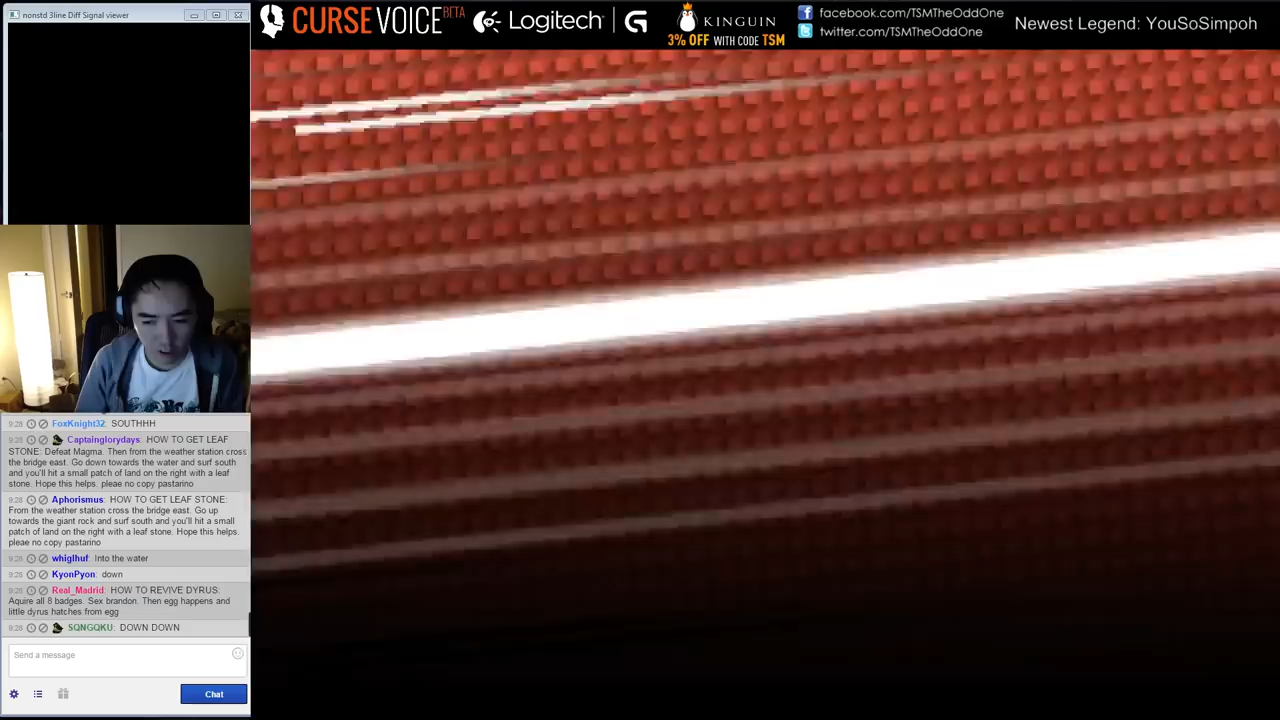 nonstd 3line Diff Signal viewer
CURSE VOICE BETA
Logitech G
KINGUIN
3% OFF WITH CODE TSM
facebook.com/TSMTheOddOne
twitter.com/TSMTheOddOne
Newest Legend: YouSoSimpoh
9:28 FoxKnight32: SOUTHHH
9:28 Captainglorydays: HOW TO GET LEAF
STONE: Defeat Magma. Then from the weather station cross
the bridge east. Go down towards the water and surf south
and you'll hit a small patch of land on the right with a leaf
stone. Hope this helps. pleae no copy pastarino
9:28 Aphorismus: HOW TO GET LEAF STONE:
From the weather station cross the bridge east. Go up
towards the giant rock and surf south and you'll hit a small
patch of land on the right with a leaf stone. Hope this helps.
pleae no copy pastarino
9:28 whiglhuf: Into the water
9:28 KyonPyon: down
9:28 Real_Madrid: HOW TO REVIVE DYRUS:
Aquire all 8 badges. Sex brandon. Then egg happens and
little dyrus hatches from egg
9:28 SQNGQKU: DOWN DOWN
Send a message
Chat